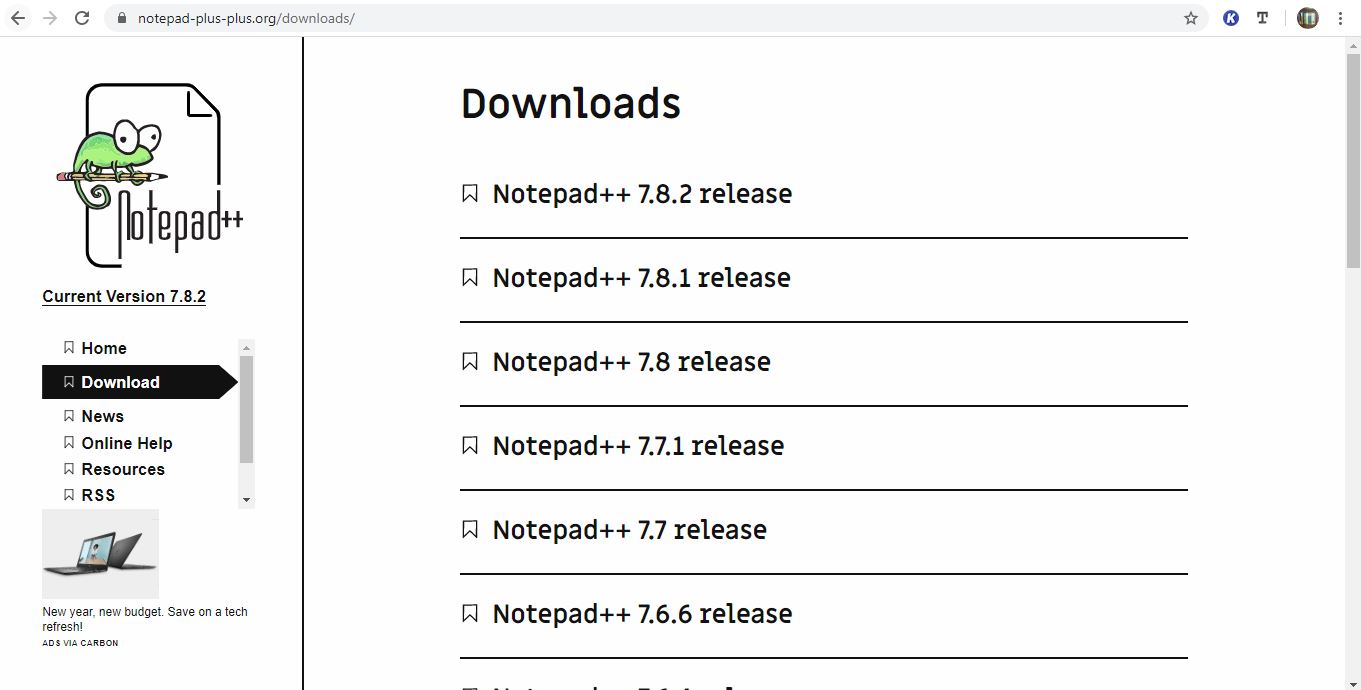 notepad-plus-plus.org/downloads/
K
T
Notepad++
Current Version 7.8.2
Home
Download
News
Online Help
Resources
RSS
New year, new budget. Save on a tech
refresh!
ADS VIA CARBON
Downloads
Notepad++ 7.8.2 release
Notepad++ 7.8.1 release
Notepad++ 7.8 release
Notepad++ 7.7.1 release
Notepad++ 7.7 release
Notepad++ 7.6.6 release